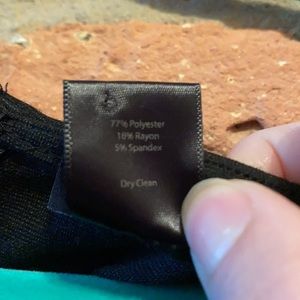 77% Polyester
18% Rayon
5% Spandex
Dry Clean